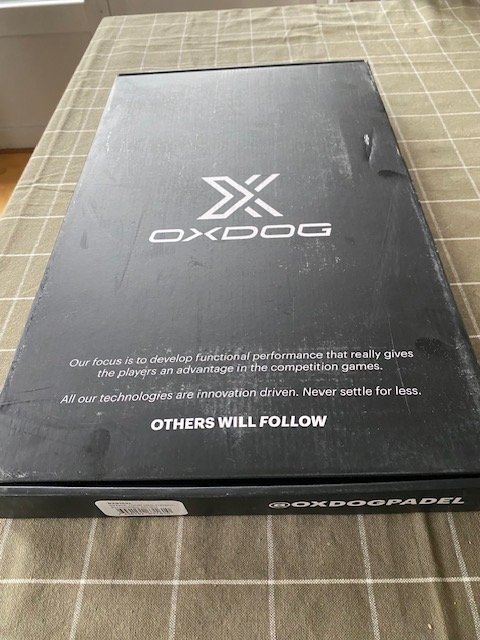 OXDOG
Our focus is to develop functional performance that really gives
the players an advantage in the competition games.
All our technologies are innovation driven. Never settle for less.
OTHERS WILL FOLLOW
@OXDOGPADEL